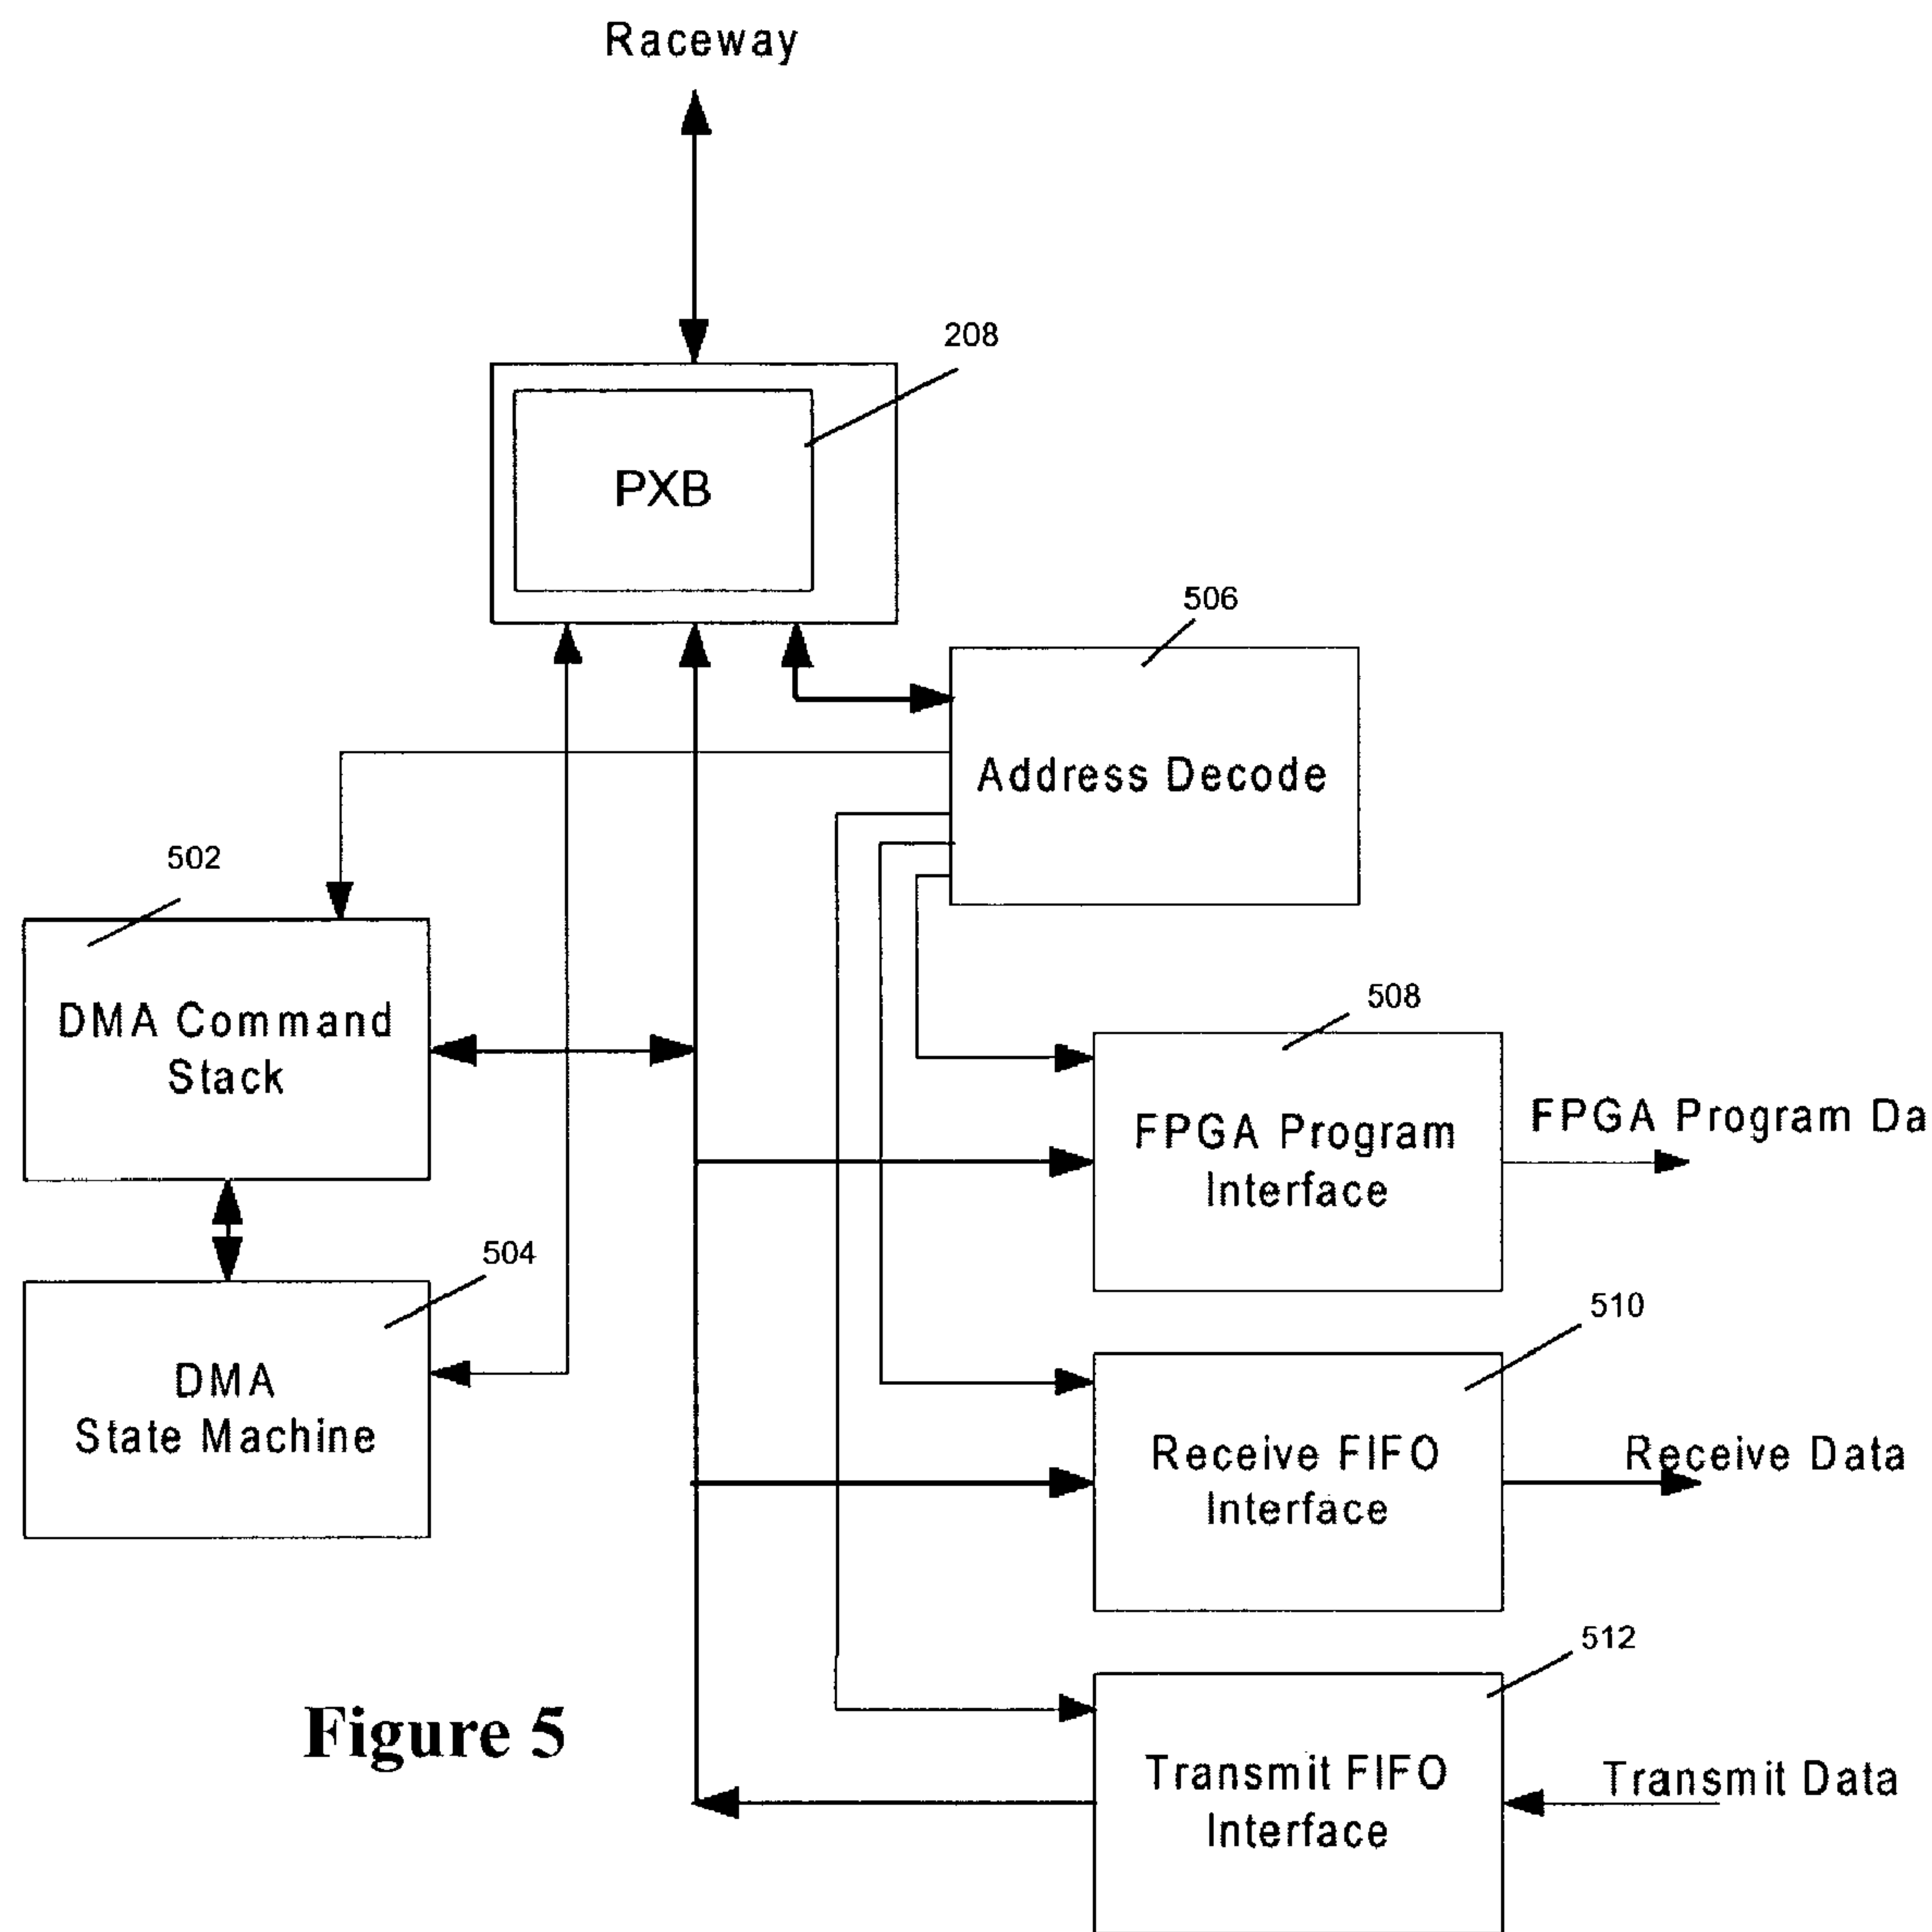 Raceway
208
PXB
506
Address Decode
502
DMA Command
Stack
508
FPGA Program
Interface
FPGA Program Da
504
DMA
State Machine
510
Receive FIFO
Interface
Receive Data
512
Transmit FIFO
Interface
Transmit Data
Figure 5